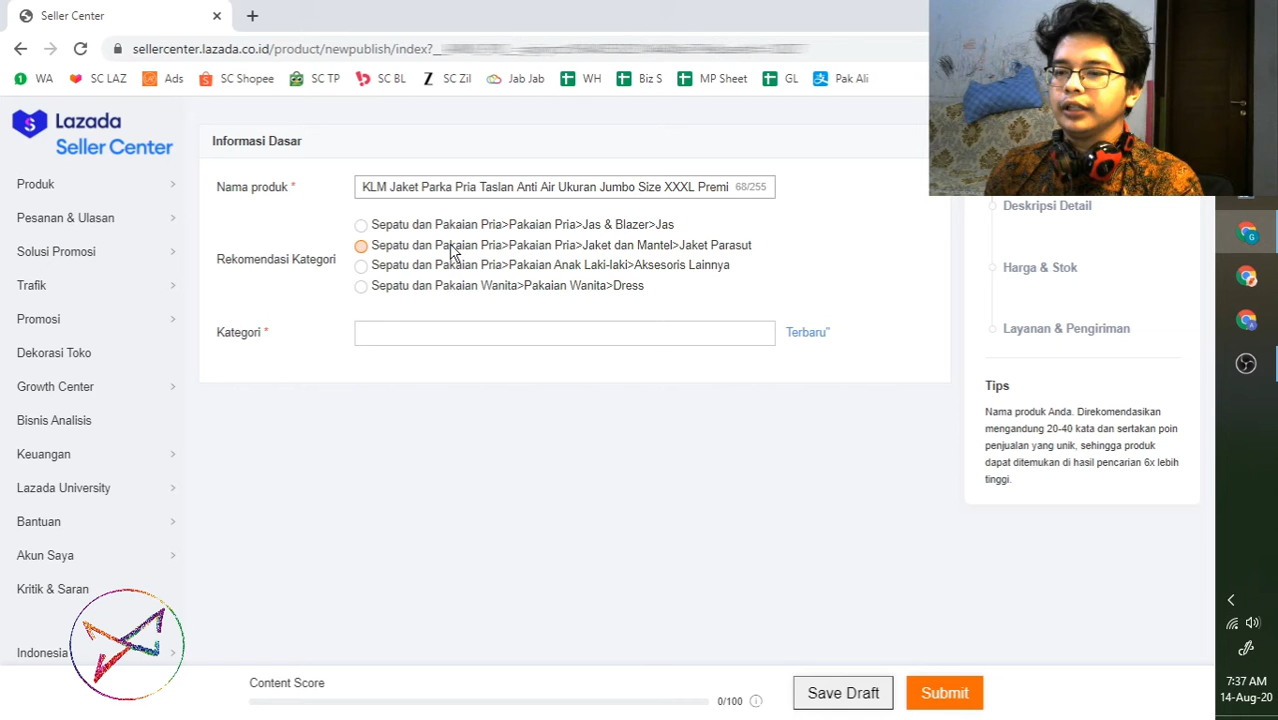 Seller Center
sellercenter.lazada.co.id/product/newpublish/index?_
WA
SC LAZ
Ads
SC Shopee
SC TP
SC BL
SC Zil
Jab Jab
WH
Biz S
MP Sheet
GL
Pak Ali
Lazada
Seller Center
Produk
Pesanan & Ulasan
Solusi Promosi
Trafik
Promosi
Dekorasi Toko
Growth Center
Bisnis Analisis
Keuangan
Lazada University
Bantuan
Akun Saya
Kritik & Saran
Indonesia
Informasi Dasar
Nama produk *
KLM Jaket Parka Pria Taslan Anti Air Ukuran Jumbo Size XXXL Premi 68/255
Rekomendasi Kategori
Sepatu dan Pakaian Pria>Pakaian Pria>Jas & Blazer>Jas
Sepatu dan Pakaian Pria>Pakaian Pria>Jaket dan Mantel>Jaket Parasut
Sepatu dan Pakaian Pria>Pakaian Anak Laki-laki>Aksesoris Lainnya
Sepatu dan Pakaian Wanita>Pakaian Wanita>Dress
Kategori *
Terbaru"
Deskripsi Detail
Harga & Stok
Layanan & Pengiriman
Tips
Nama produk Anda. Direkomendasikan
mengandung 20-40 kata dan sertakan poin
penjualan yang unik, sehingga produk
dapat ditemukan di hasil pencarian 6x lebih
tinggi.
Content Score
0/100
Save Draft
Submit
7:37 AM
14-Aug-20